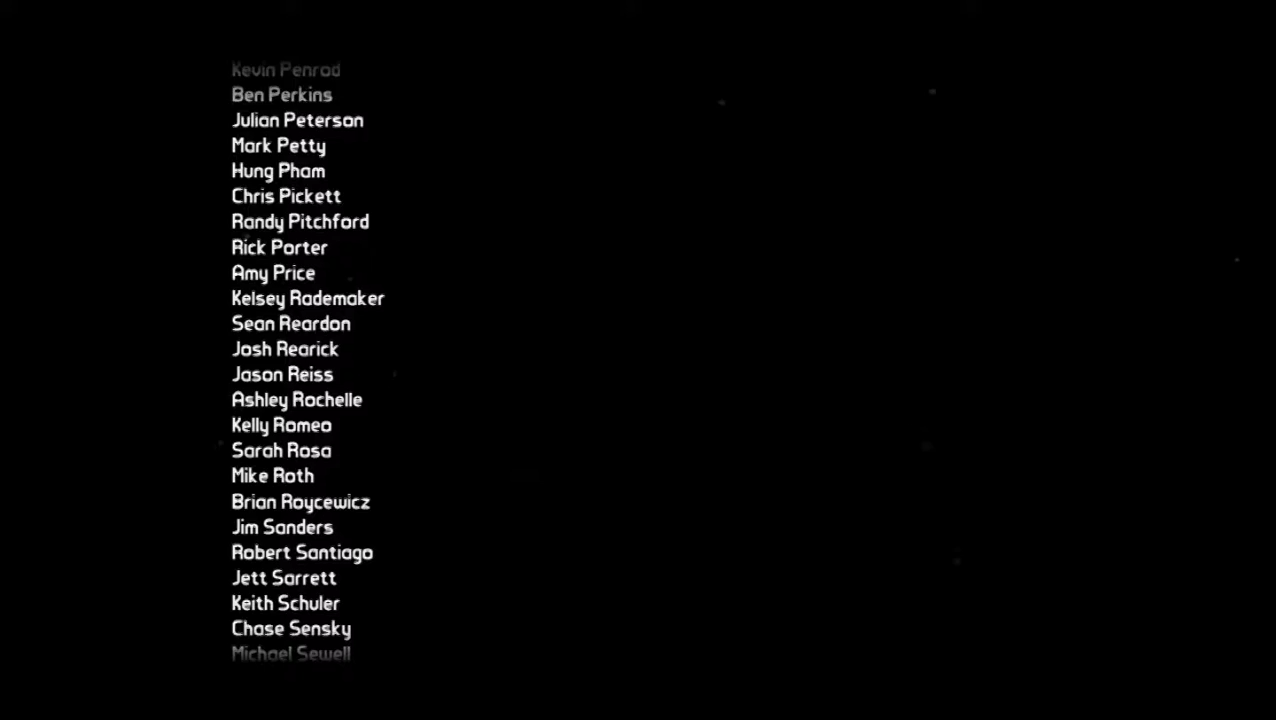 Kevin Penrod
Ben Perkins
Julian Peterson
Mark Petty
Hung Pham
Chris Pickett
Randy Pitchford
Rick Porter
Amy Price
Kelsey Rademaker
Sean Reardon
Josh Rearick
Jason Reiss
Ashley Rochelle
Kelly Romeo
Sarah Rosa
Mike Roth
Brian Roycewicz
Jim Sanders
Robert Santiago
Jett Sarrett
Keith Schuler
Chase Sensky
Michael Sewell